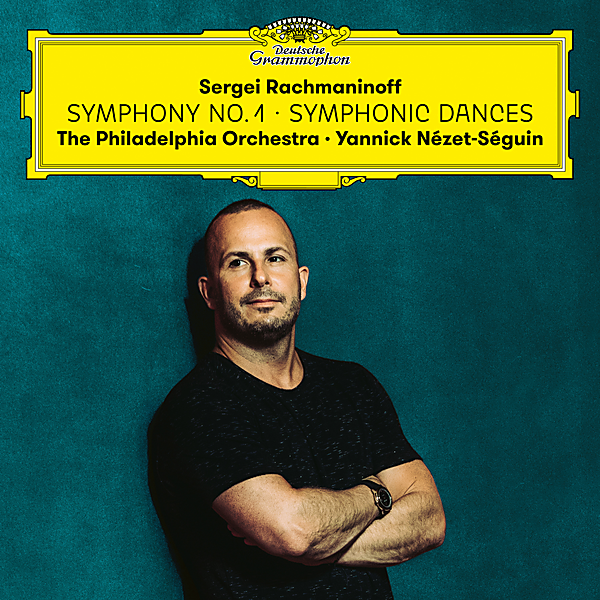 Deutsche
Grammophon
Sergei Rachmaninoff
SYMPHONY NO. 1 · SYMPHONIC DANCES
The Philadelphia Orchestra · Yannick Nézet-Séguin